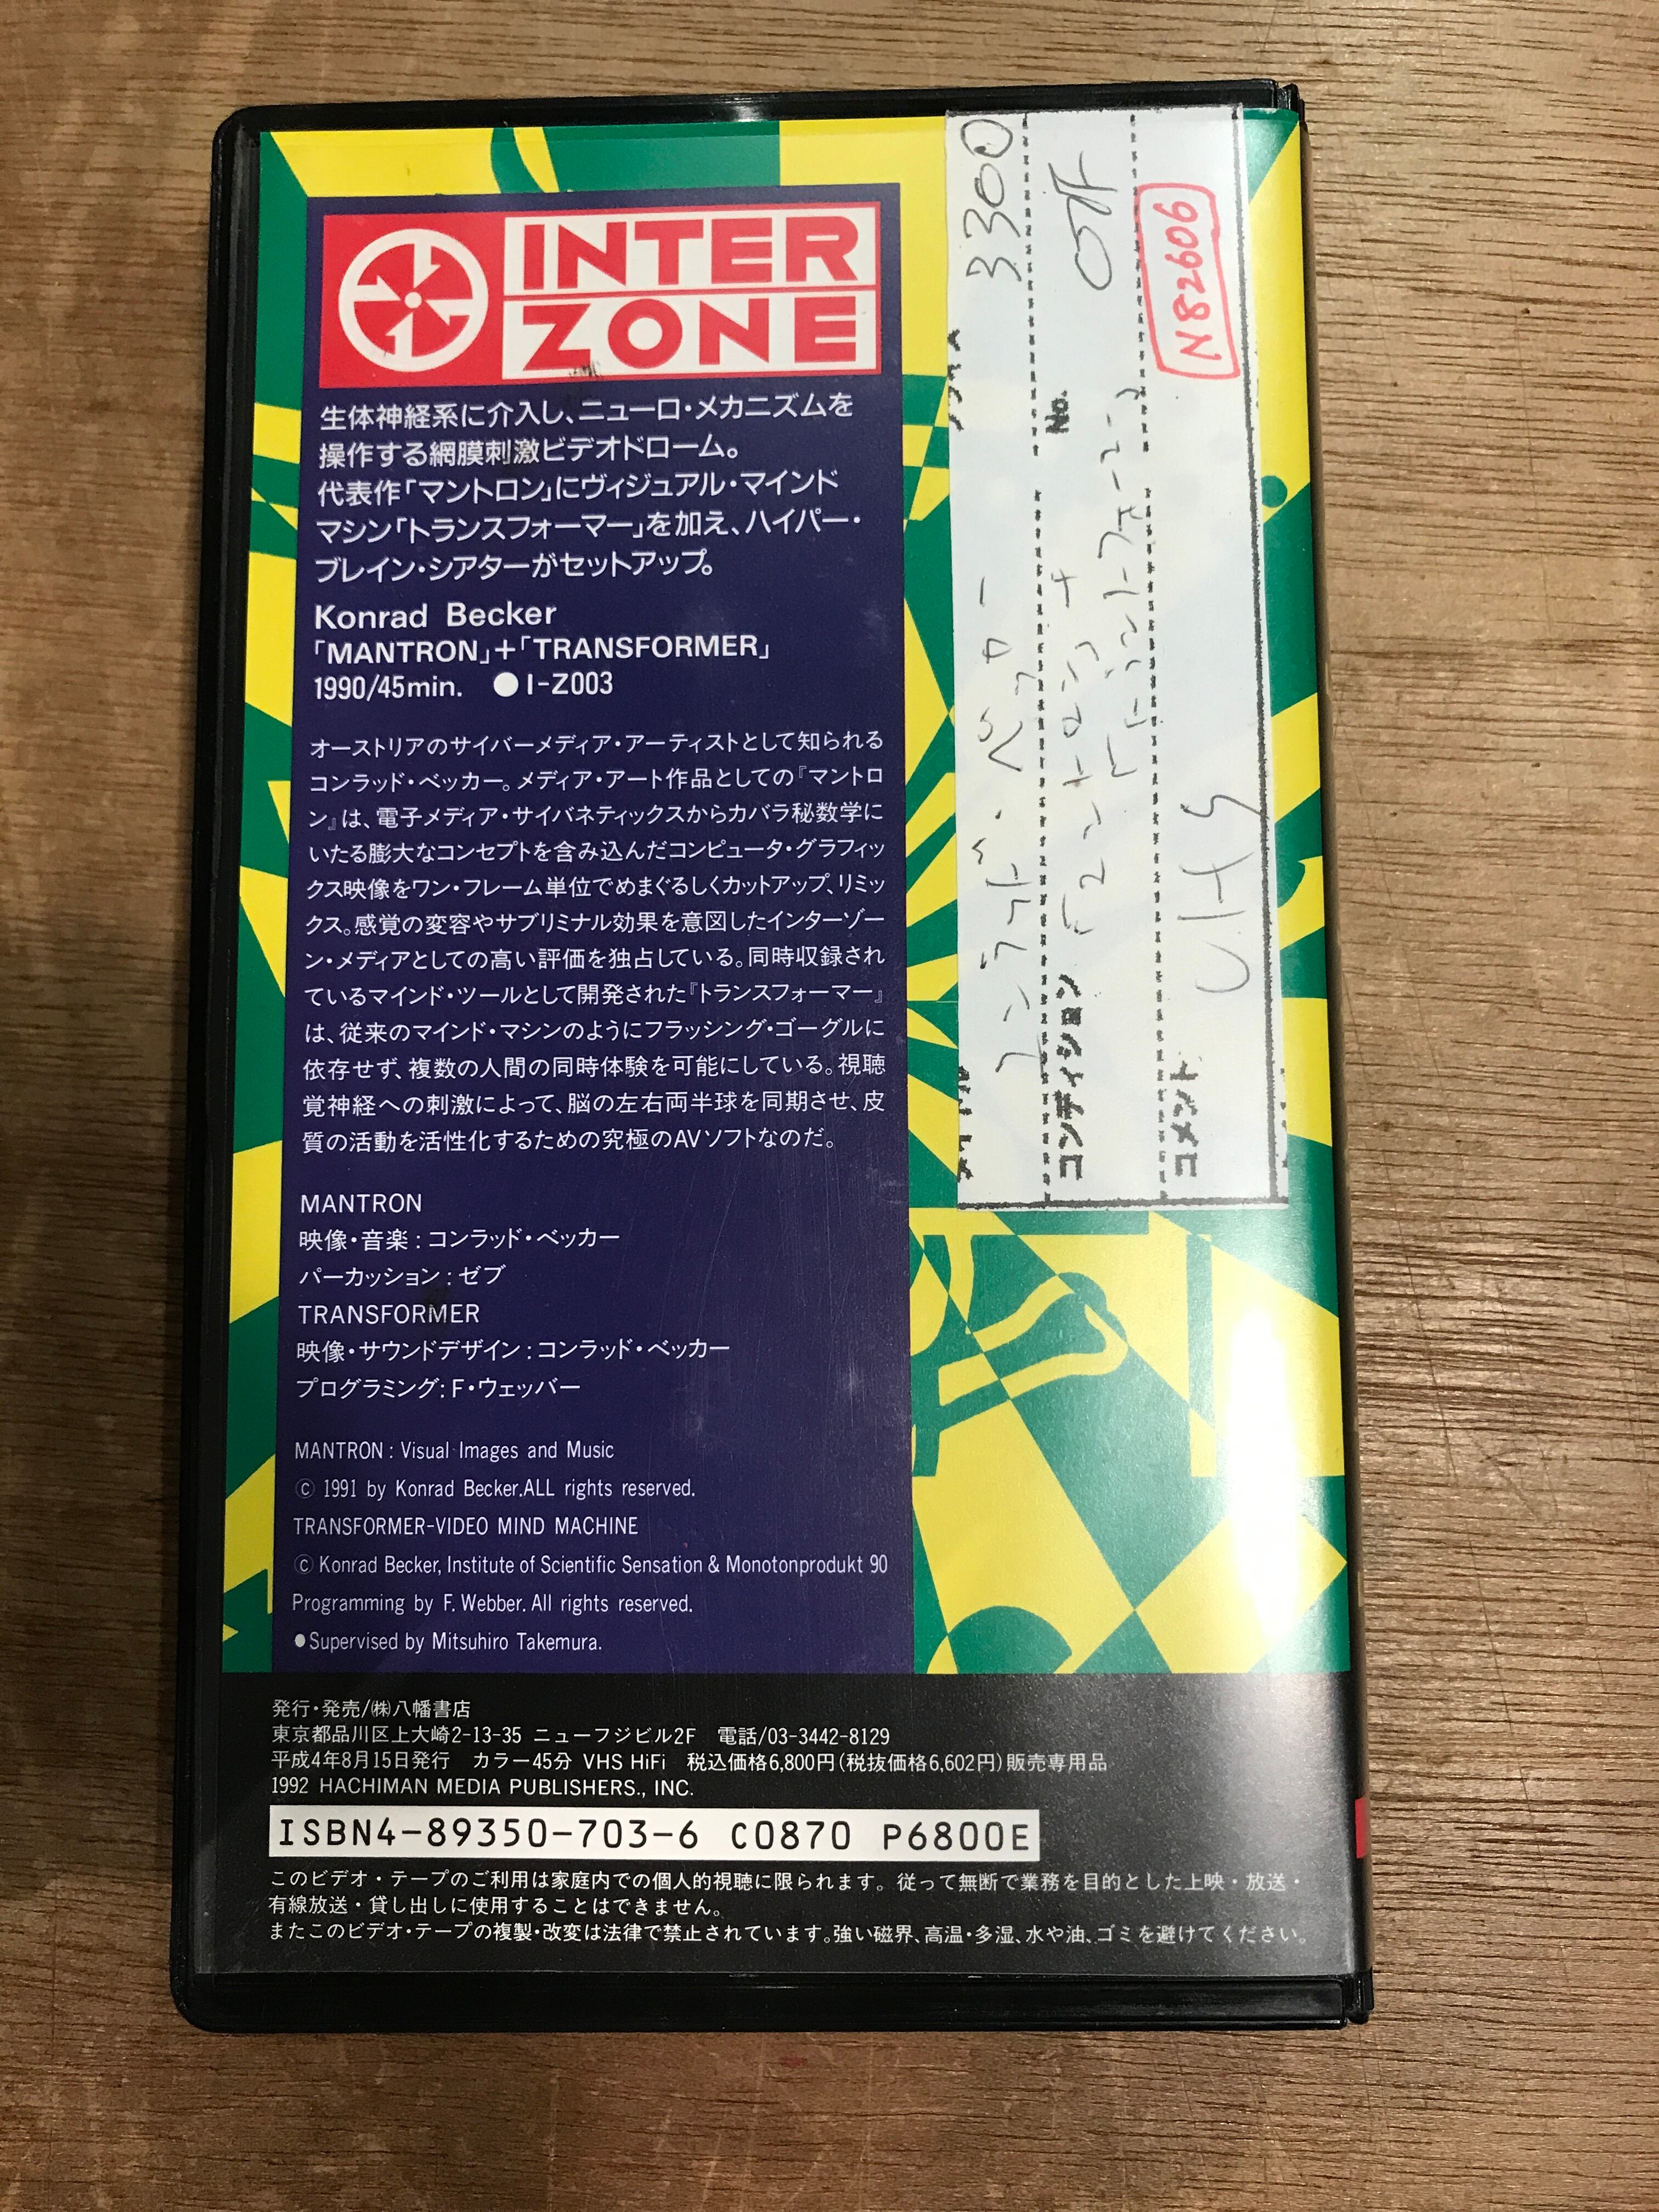 INTER
ZONE
生体神経系に介入し、ニューロ・メカニズムを
操作する網膜刺激ビデオドローム。
代表作「マントロン」にヴィジュアル・マインド
マシン「トランスフォーマー」を加え、ハイパー・
ブレイン・シアターがセットアップ。
Konrad Becker
「MANTRON」+「TRANSFORMER」
1990/45min. ●I-Z003
オーストリアのサイバーメディア・アーティストとして知られる
コンラッド・ベッカー。メディア・アート作品としての『マントロ
ン』は、電子メディア・サイバネティックスからカバラ秘数学に
いたる膨大なコンセプトを含み込んだコンピュータ・グラフィッ
クス映像をワン・フレーム単位でめまぐるしくカットアップ、リミッ
クス。感覚の変容やサブリミナル効果を意図したインターゾー
ン・メディアとしての高い評価を独占している。同時収録され
ているマインド・ツールとして開発された『トランスフォーマー』
は、従来のマインド・マシンのようにフラッシング・ゴーグルに
依存せず、複数の人間の同時体験を可能にしている。視聴
覚神経への刺激によって、脳の左右両半球を同期させ、皮
質の活動を活性化するための究極のAVソフトなのだ。
MANTRON
映像・音楽:コンラッド・ベッカー
パーカッション:ゼブ
TRANSFORMER
映像・サウンドデザイン:コンラッド・ベッカー
プログラミング:F・ウェッバー
MANTRON : Visual Images and Music
© 1991 by Konrad Becker.ALL rights reserved.
TRANSFORMER-VIDEO MIND MACHINE
© Konrad Becker, Institute of Scientific Sensation & Monotonprodukt 90
Programming by F. Webber. All rights reserved.
●Supervised by Mitsuhiro Takemura.
発行・発売/㈱八幡書店
東京都品川区上大崎2-13-35 ニューフジビル2F 電話/03-3442-8129
平成4年8月15日発行 カラー45分 VHS HiFi 税込価格6,800円(税抜価格6,602円)販売専用品
1992 HACHIMAN MEDIA PUBLISHERS., INC.
ISBN4-89350-703-6 C0870 P6800E
このビデオ・テープのご利用は家庭内での個人的視聴に限られます。従って無断で業務を目的とした上映・放送・
有線放送・貸し出しに使用することはできません。
またこのビデオ・テープの複製・改変は法律で禁止されています。強い磁界、高温・多湿、水や油、ゴミを避けてください。
コンラッド・ベッカー 3300
コンディション 「マントロン」+ No.
コメント VHS N82606